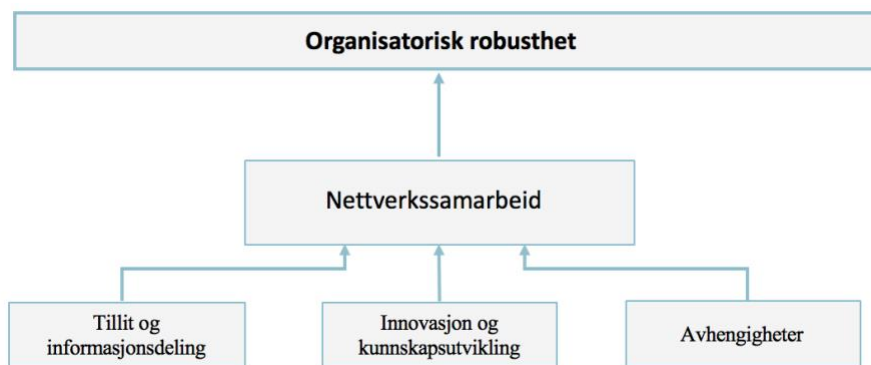 Organisatorisk robusthet
Nettverkssamarbeid
Tillit og
informasjonsdeling
Innovasjon og
kunnskapsutvikling
Avhengigheter